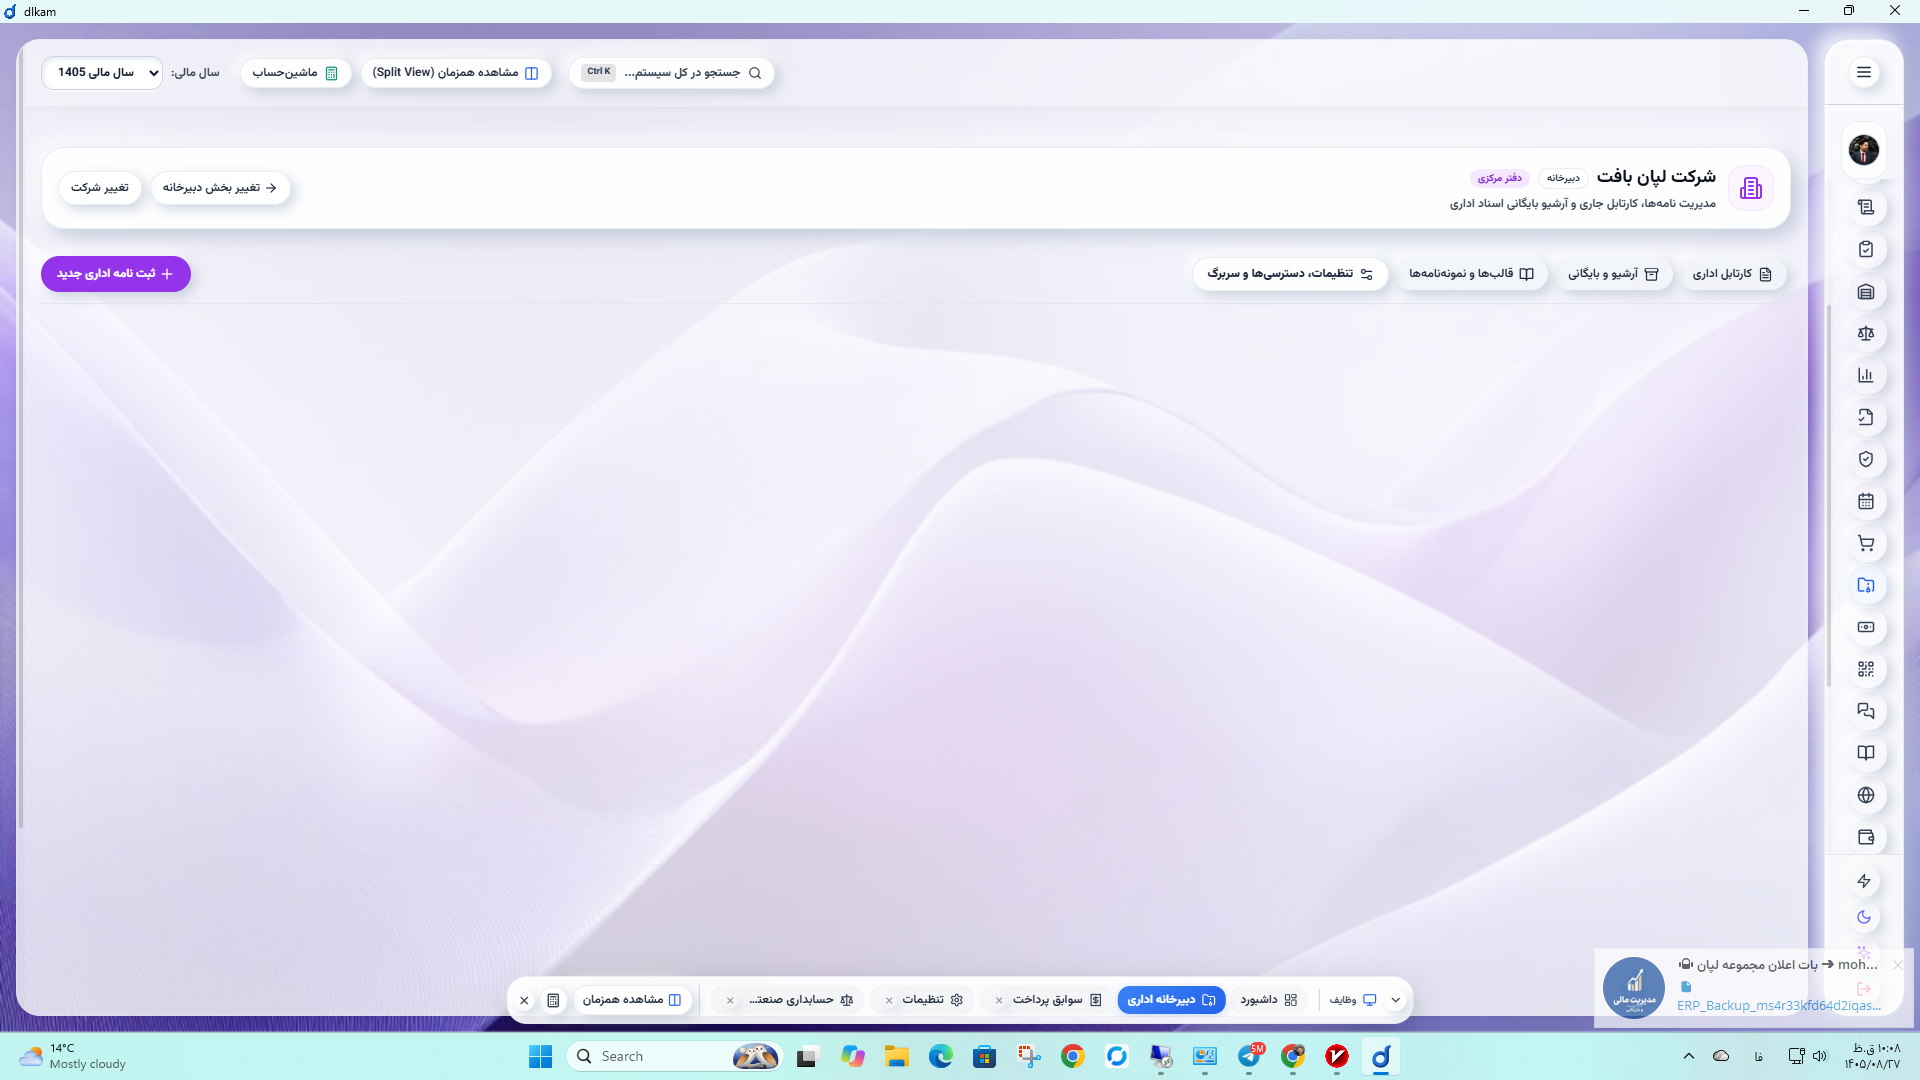 dlkam
جستجو در کل سیستم... Ctrl K
مشاهده همزمان (Split View)
ماشین‌حساب
سال مالی:
سال مالی 1405
شرکت لپان بافت
دبیرخانه
دفتر مرکزی
مدیریت نامه‌ها، کارتابل جاری و آرشیو بایگانی اسناد اداری
تغییر بخش دبیرخانه
تغییر شرکت
کارتابل اداری
آرشیو و بایگانی
قالب‌ها و نمونه‌نامه‌ها
تنظیمات، دسترسی‌ها و سربرگ
ثبت نامه اداری جدید
وظایف
داشبورد
دبیرخانه اداری
سوابق پرداخت
تنظیمات
حسابداری صنعتـ...
مشاهده همزمان
بات اعلان مجموعه لپان ➔ moh...
ERP_Backup_ms4r33kfd64d2iqas...
مدیریت مالی
14°C
Mostly cloudy
Search
5M
فا
۱۰:۰۸ ق.ظ
۱۴۰۵/۰۸/۲۷